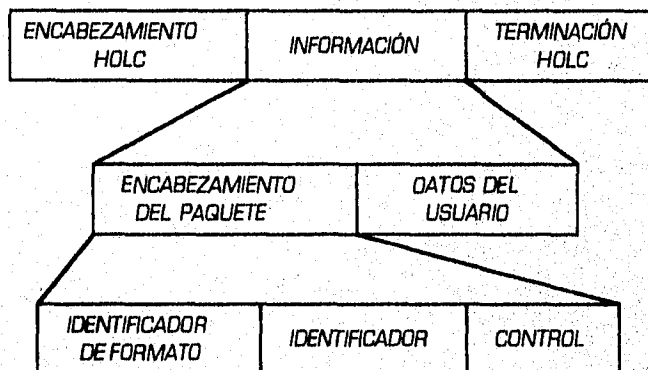 ENCABEZAMIENTO
HOLC
INFORMACIÓN
TERMINACIÓN
HOLC
ENCABEZAMIENTO
DEL PAQUETE
OATOS DEL
USUARIO
IDENTIFICADOR
DE FORMATO
IDENTIFICADOR
CONTROL